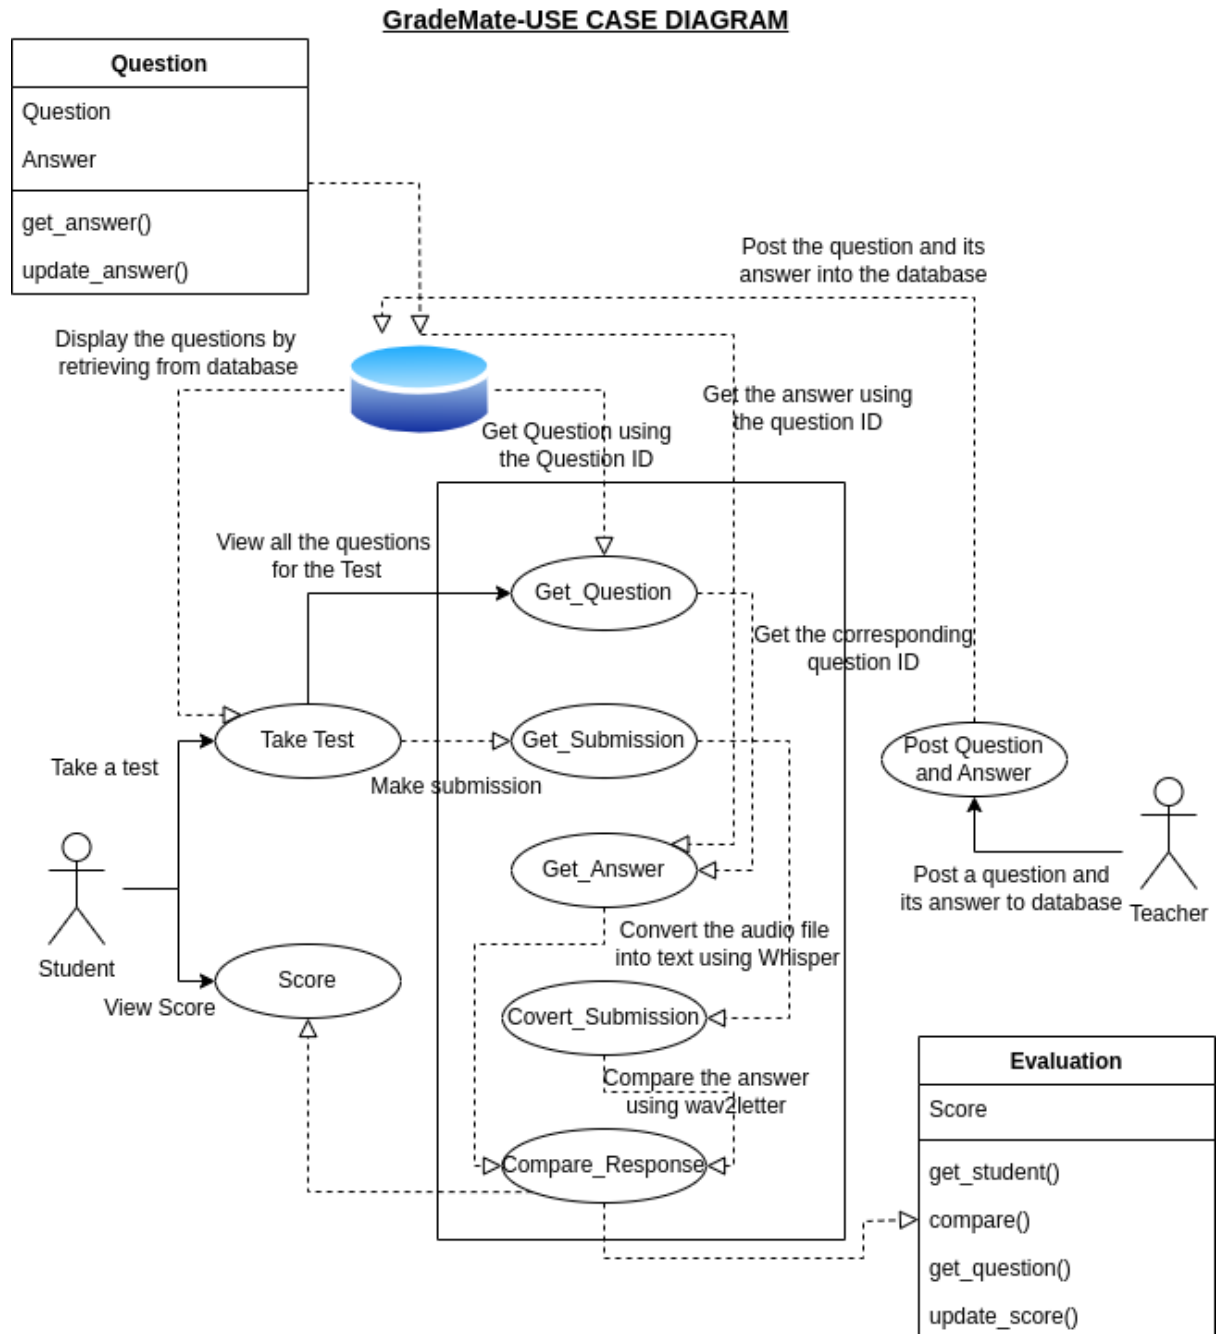 GradeMate-USE CASE DIAGRAM
Question
Question
Answer
get_answer()
update_answer()
Post the question and its
answer into the database
Display the questions by
retrieving from database
Get the answer using
the question ID
Get Question using
the Question ID
View all the questions
for the Test
Get_Question
Get the corresponding
question ID
Take Test
Get_Submission
Post Question
and Answer
Take a test
Make submission
Get_Answer
Post a question and
its answer to database
Teacher
Convert the audio file
into text using Whisper
Student
Score
View Score
Covert_Submission
Compare the answer
using wav2letter
Compare_Response
Evaluation
Score
get_student()
compare()
get_question()
update_score()